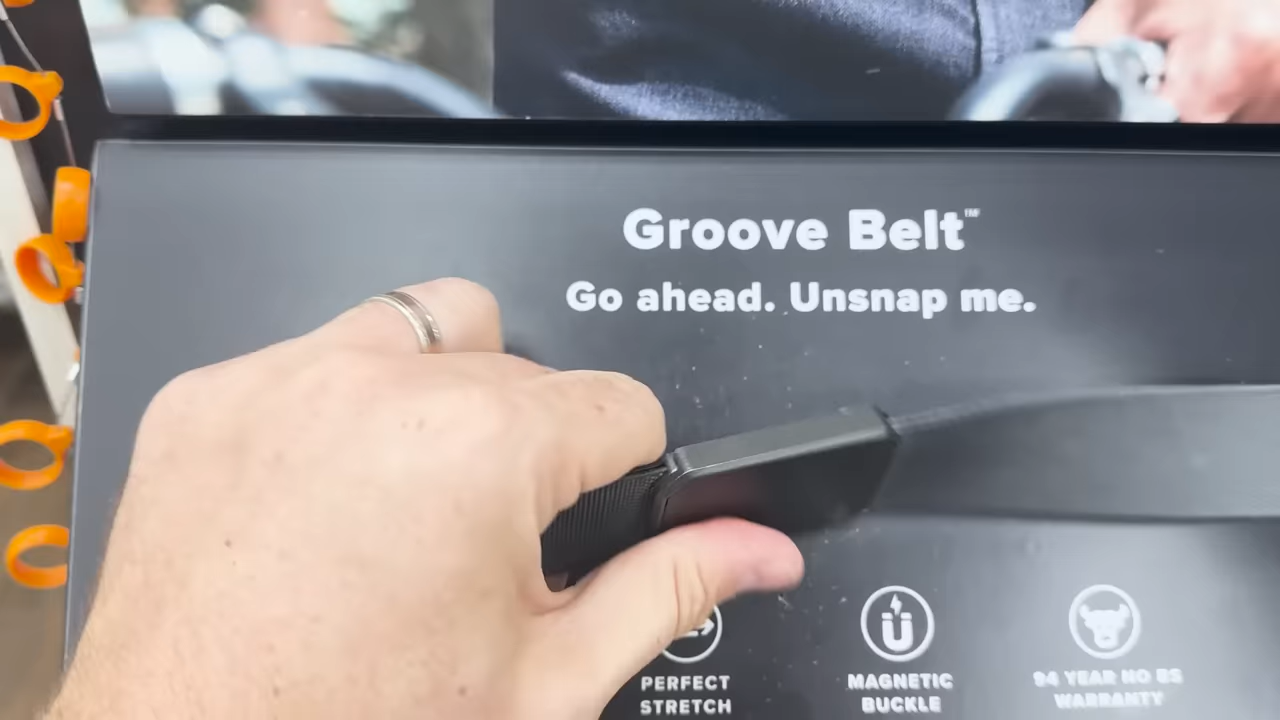 Groove Belt™
Go ahead. Unsnap me.
PERFECT
STRETCH
MAGNETIC
BUCKLE
94 YEAR NO BS
WARRANTY